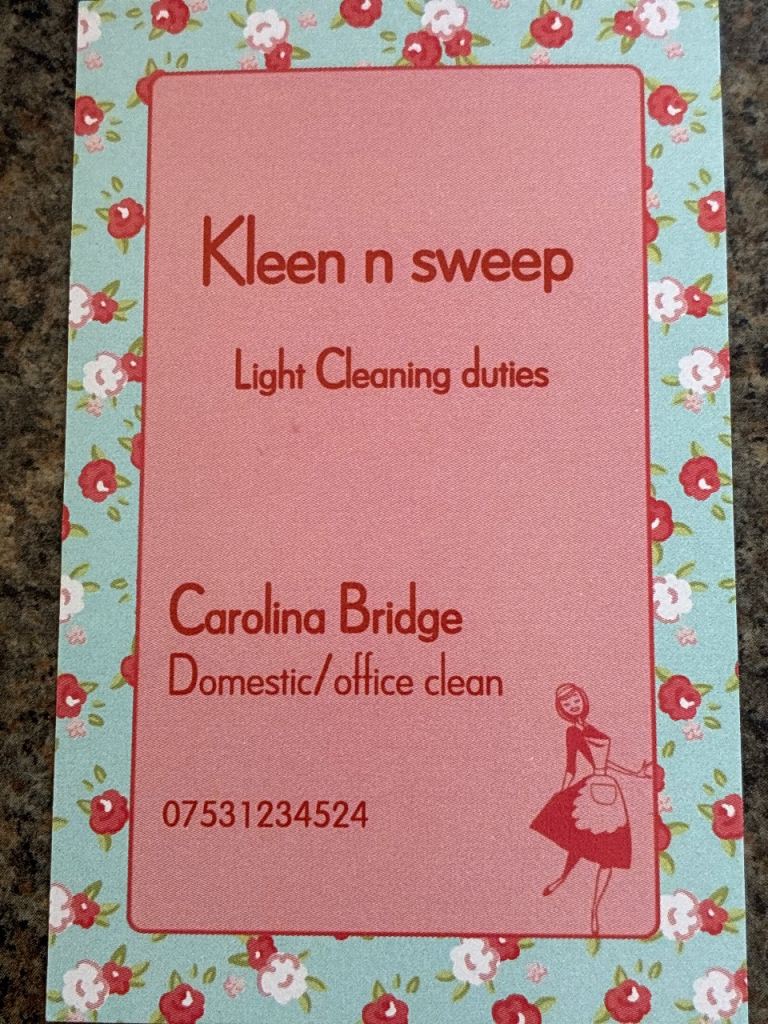 Kleen n sweep
Light Cleaning duties
Carolina Bridge
Domestic/office clean
07531234524